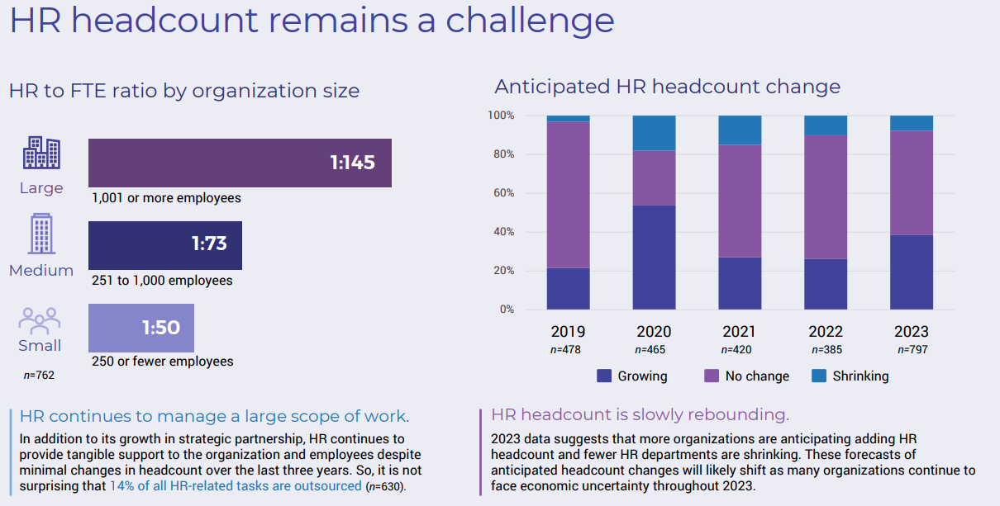 HR headcount remains a challenge
HR to FTE ratio by organization size
Large
1:145
1,001 or more employees
Medium
1:73
251 to 1,000 employees
Small
1:50
250 or fewer employees
n=762
Anticipated HR headcount change
100%
80%
60%
40%
20%
0%
2019
n=478
2020
n=465
2021
n=420
2022
n=385
2023
n=797
Growing
No change
Shrinking
HR continues to manage a large scope of work.
In addition to its growth in strategic partnership, HR continues to
provide tangible support to the organization and employees despite
minimal changes in headcount over the last three years. So, it is not
surprising that 14% of all HR-related tasks are outsourced (n=630).
HR headcount is slowly rebounding.
2023 data suggests that more organizations are anticipating adding HR
headcount and fewer HR departments are shrinking. These forecasts of
anticipated headcount changes will likely shift as many organizations continue to
face economic uncertainty throughout 2023.